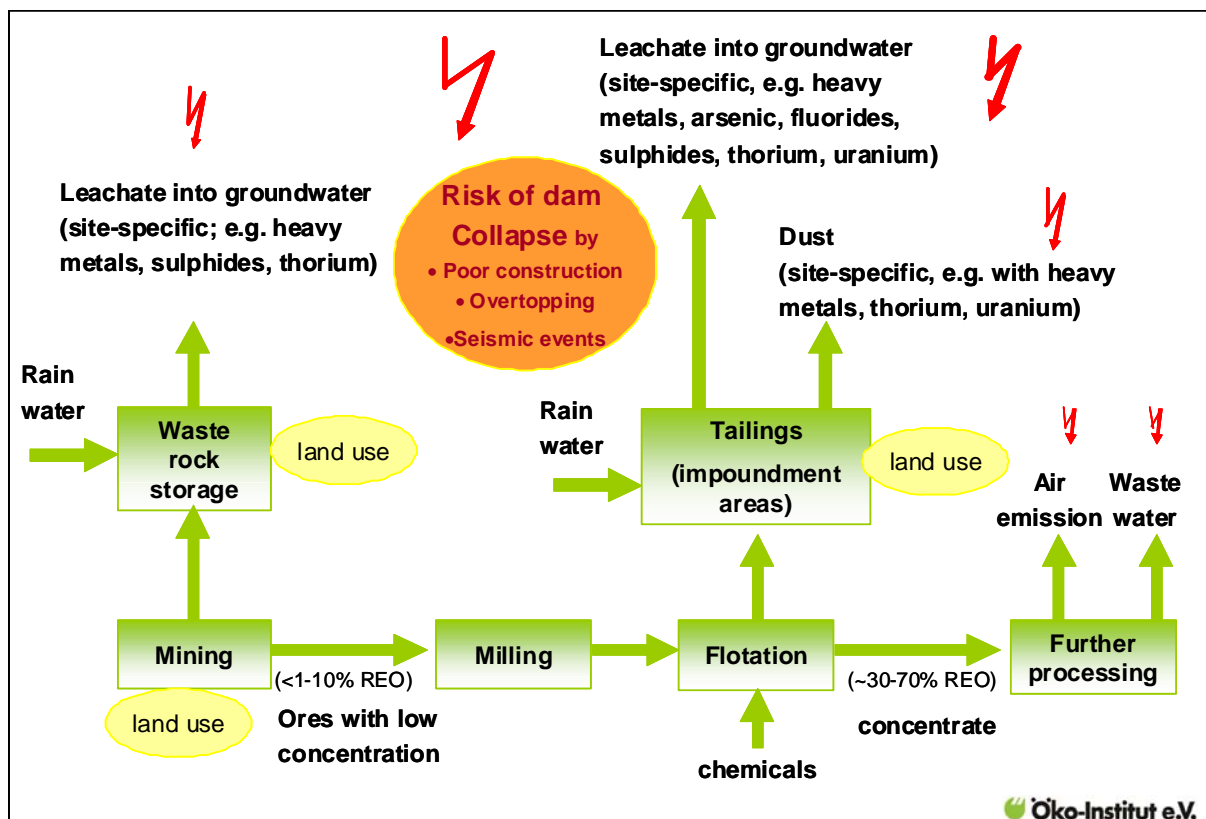 Leachate into groundwater
(site-specific, e.g. heavy
metals, arsenic, fluorides,
sulphides, thorium, uranium)
Leachate into groundwater
(site-specific; e.g. heavy
metals, sulphides, thorium)
Risk of dam
Collapse by
• Poor construction
• Overtopping
•Seismic events
Dust
(site-specific, e.g. with heavy
metals, thorium, uranium)
Rain
water
Waste
rock
storage
land use
Rain
water
Tailings
(impoundment
areas)
land use
Air
emission
Waste
water
Mining
land use
(<1-10% REO)
Ores with low
concentration
Milling
Flotation
chemicals
(~30-70% REO)
concentrate
Further
processing
Öko-Institut e.V.